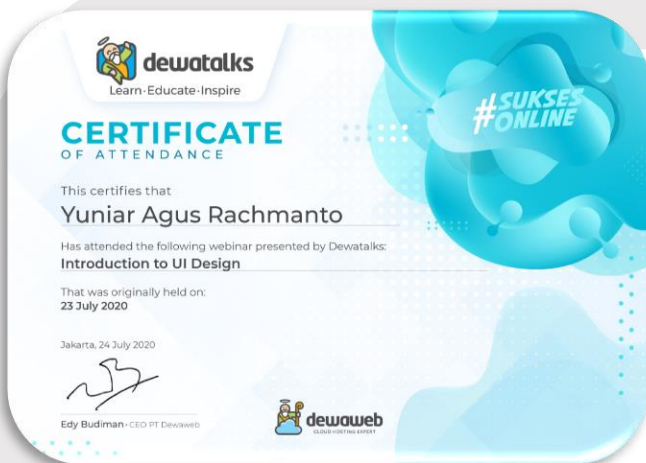 dewatalks
Learn·Educate·Inspire
#SUKSES
ONLINE
CERTIFICATE
OF ATTENDANCE
This certifies that
Yuniar Agus Rachmanto
Has attended the following webinar presented by Dewatalks:
Introduction to UI Design
That was originally held on:
23 July 2020
Jakarta, 24 July 2020
Edy Budiman · CEO PT Dewaweb
dewaweb
CLOUD HOSTING EXPERT